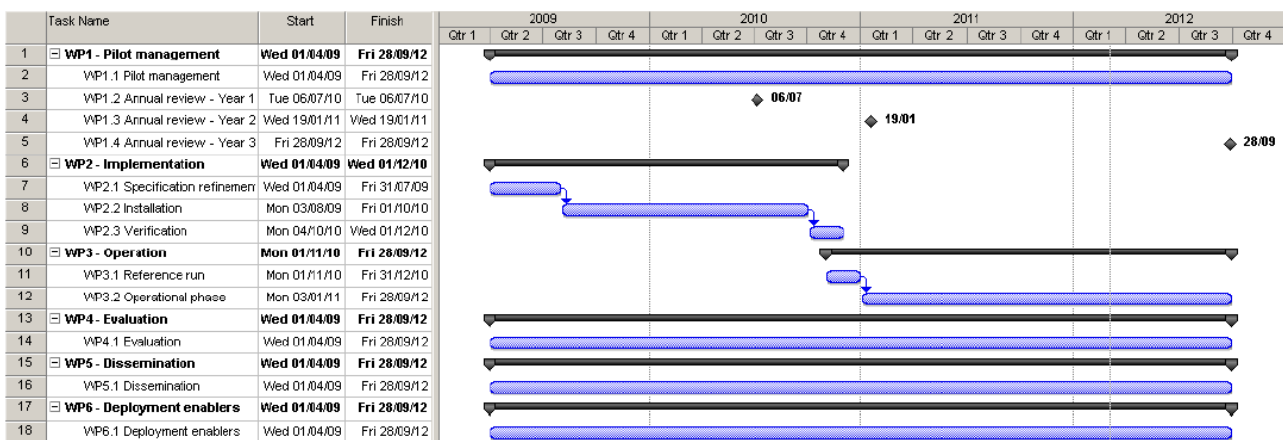 Task Name Start Finish 2009 2010 2011 2012
Qtr 1 Qtr 2 Qtr 3 Qtr 4 Qtr 1 Qtr 2 Qtr 3 Qtr 4 Qtr 1 Qtr 2 Qtr 3 Qtr 4 Qtr 1 Qtr 2 Qtr 3 Qtr 4
1 WP1 - Pilot management Wed 01/04/09 Fri 28/09/12
2 WP1.1 Pilot management Wed 01/04/09 Fri 28/09/12
3 WP1.2 Annual review - Year 1 Tue 06/07/10 Tue 06/07/10 06/07
4 WP1.3 Annual review - Year 2 Wed 19/01/11 Wed 19/01/11 19/01
5 WP1.4 Annual review - Year 3 Fri 28/09/12 Fri 28/09/12 28/09
6 WP2 - Implementation Wed 01/04/09 Wed 01/12/10
7 WP2.1 Specification refinemen Wed 01/04/09 Fri 31/07/09
8 WP2.2 Installation Mon 03/08/09 Fri 01/10/10
9 WP2.3 Verification Mon 04/10/10 Wed 01/12/10
10 WP3 - Operation Mon 01/11/10 Fri 28/09/12
11 WP3.1 Reference run Mon 01/11/10 Fri 31/12/10
12 WP3.2 Operational phase Mon 03/01/11 Fri 28/09/12
13 WP4 - Evaluation Wed 01/04/09 Fri 28/09/12
14 WP4.1 Evaluation Wed 01/04/09 Fri 28/09/12
15 WP5 - Dissemination Wed 01/04/09 Fri 28/09/12
16 WP5.1 Dissemination Wed 01/04/09 Fri 28/09/12
17 WP6 - Deployment enablers Wed 01/04/09 Fri 28/09/12
18 WP6.1 Deployment enablers Wed 01/04/09 Fri 28/09/12